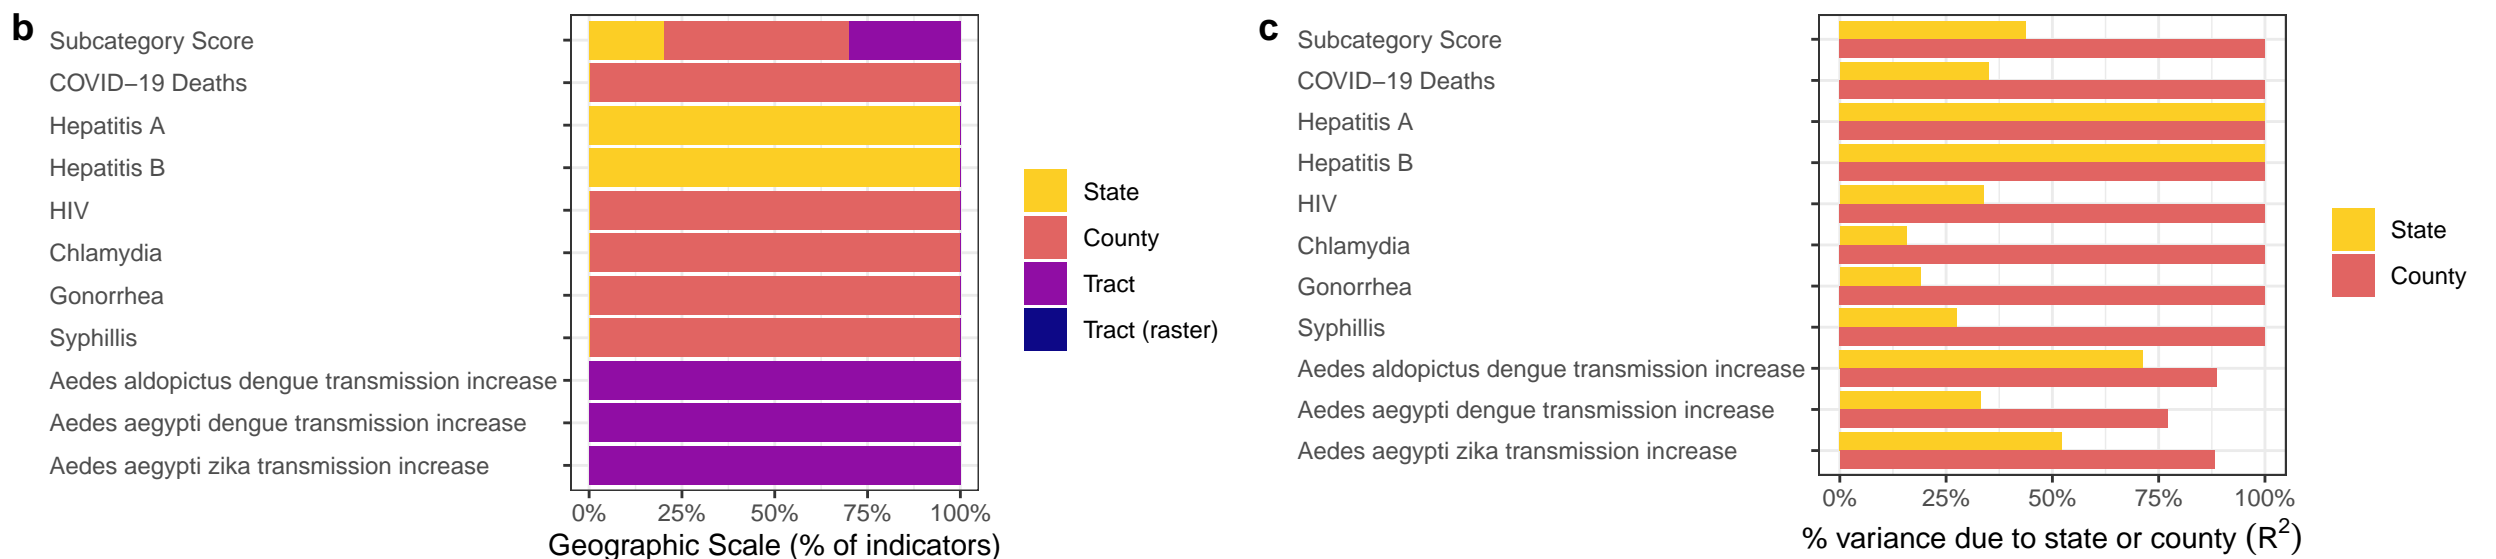 b
Subcategory Score
COVID−19 Deaths
Hepatitis A
Hepatitis B
HIV
Chlamydia
Gonorrhea
Syphillis
Aedes aldopictus dengue transmission increase
Aedes aegypti dengue transmission increase
Aedes aegypti zika transmission increase
0% 25% 50% 75% 100%
Geographic Scale (% of indicators)
State
County
Tract
Tract (raster)
c
Subcategory Score
COVID−19 Deaths
Hepatitis A
Hepatitis B
HIV
Chlamydia
Gonorrhea
Syphillis
Aedes aldopictus dengue transmission increase
Aedes aegypti dengue transmission increase
Aedes aegypti zika transmission increase
0% 25% 50% 75% 100%
% variance due to state or county (R²)
State
County